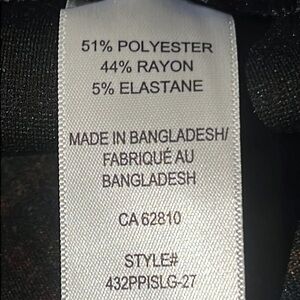 51% POLYESTER
44% RAYON
5% ELASTANE
MADE IN BANGLADESH/
FABRIQUÉ AU
BANGLADESH
CA 62810
STYLE#
432PPISLG-27